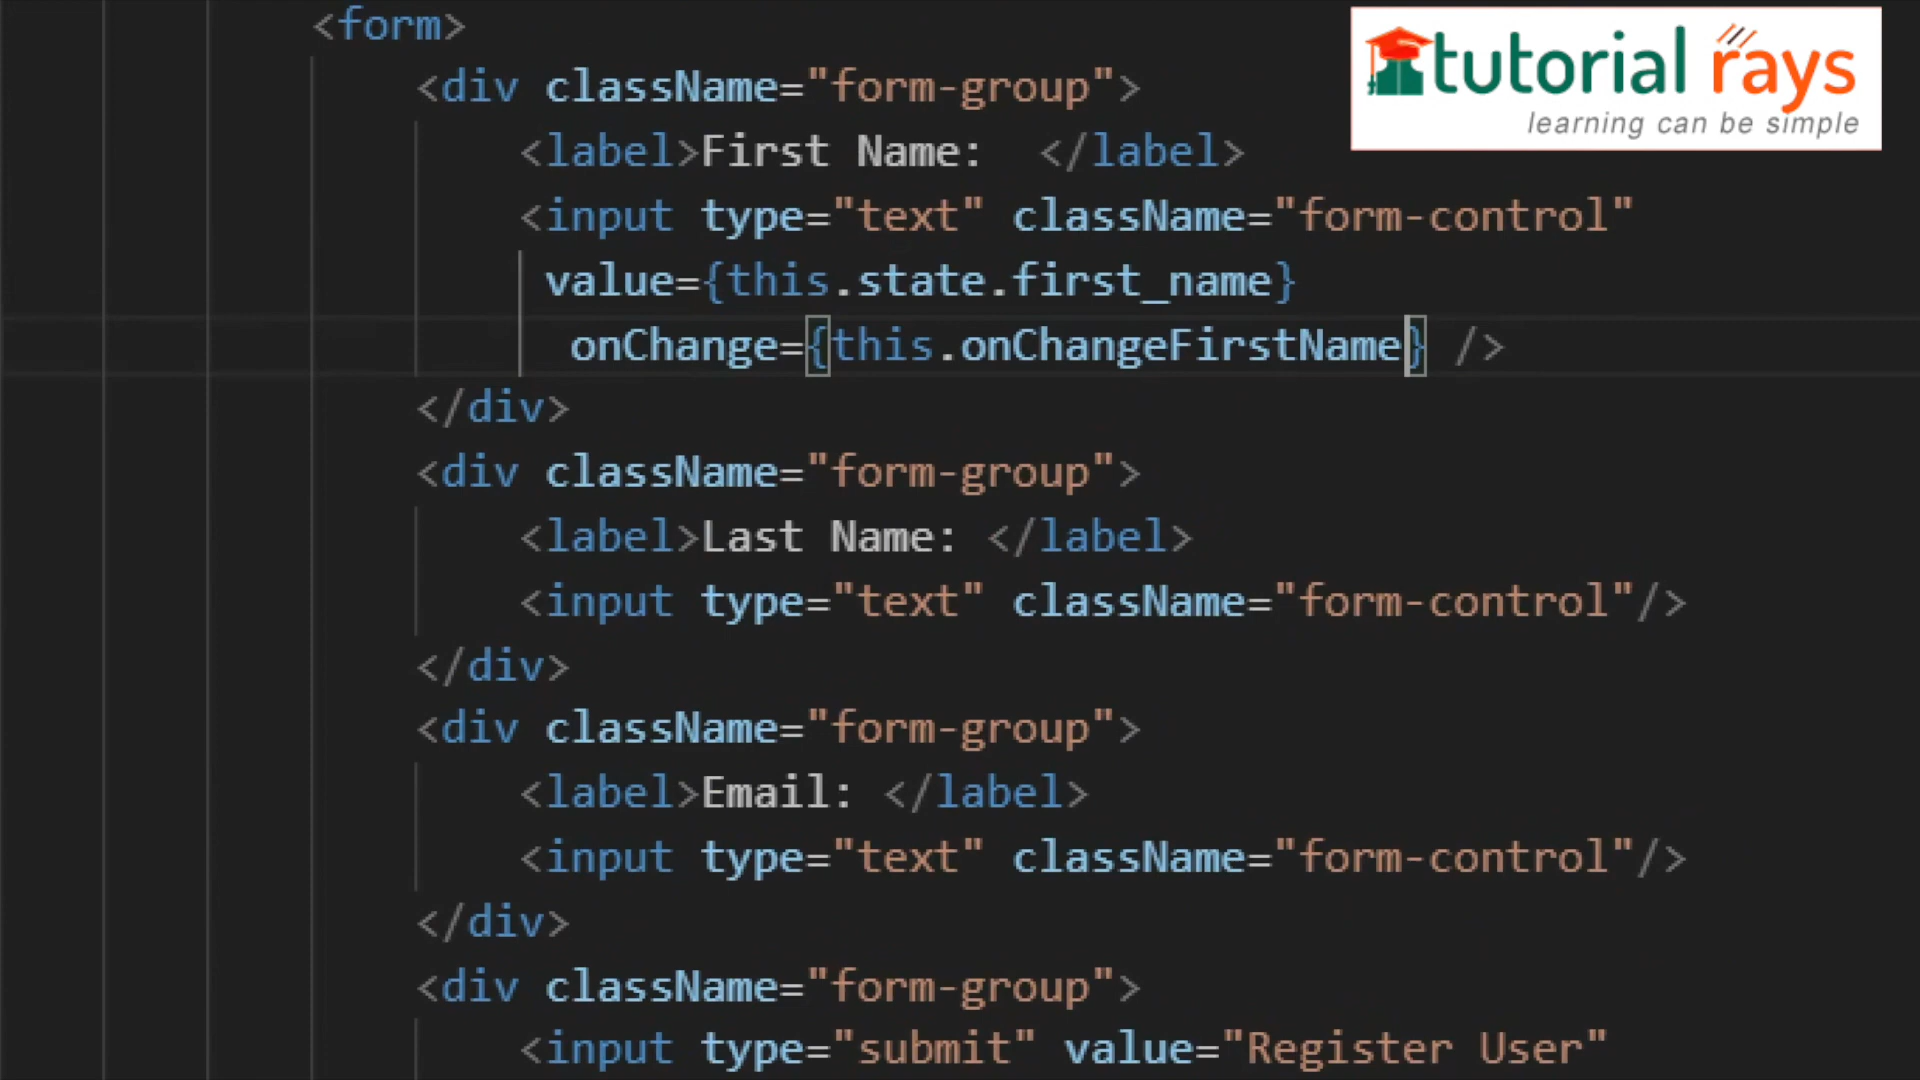 <form>
tutorial rays
learning can be simple
<div className="form-group">
<label>First Name:  </label>
<input type="text" className="form-control"
value={this.state.first_name}
onChange={this.onChangeFirstName} />
</div>
<div className="form-group">
<label>Last Name: </label>
<input type="text" className="form-control"/>
</div>
<div className="form-group">
<label>Email: </label>
<input type="text" className="form-control"/>
</div>
<div className="form-group">
<input type="submit" value="Register User"